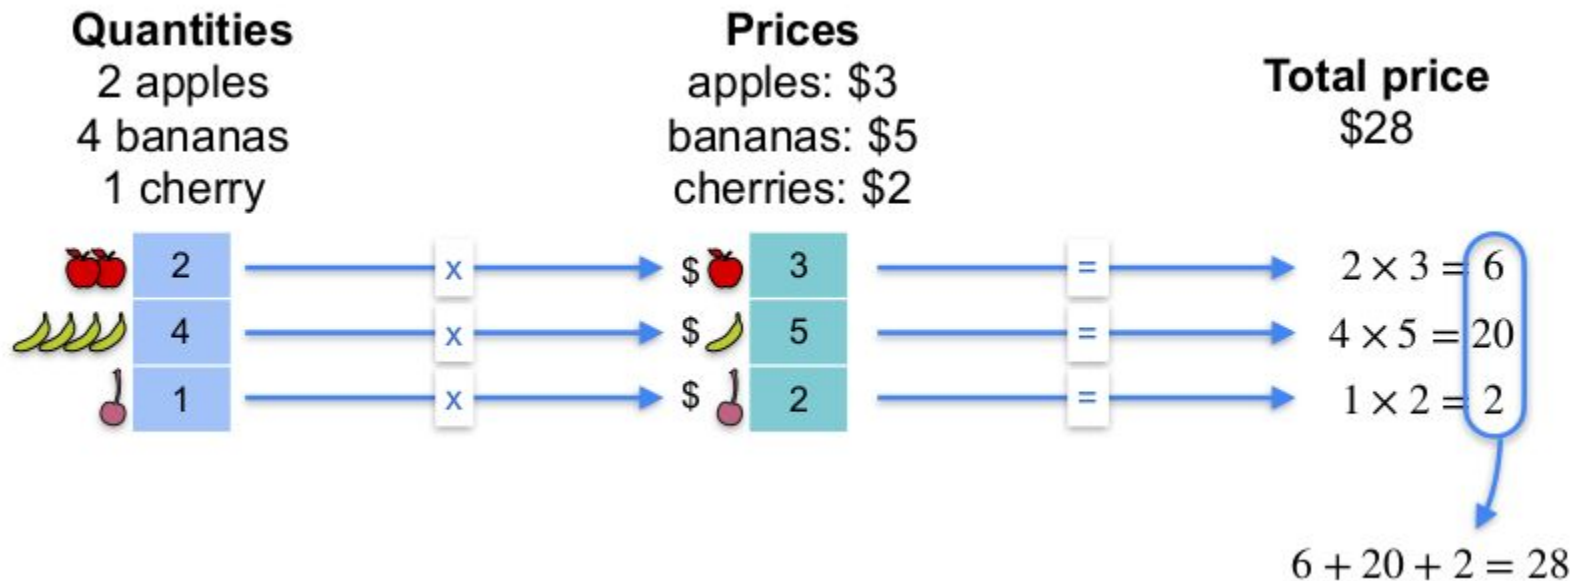 Quantities
2 apples
4 bananas
1 cherry
Prices
apples: $3
bananas: $5
cherries: $2
Total price
$28
2 x $ 3 = 2 × 3 = 6
4 x $ 5 = 4 × 5 = 20
1 x $ 2 = 1 × 2 = 2
6 + 20 + 2 = 28